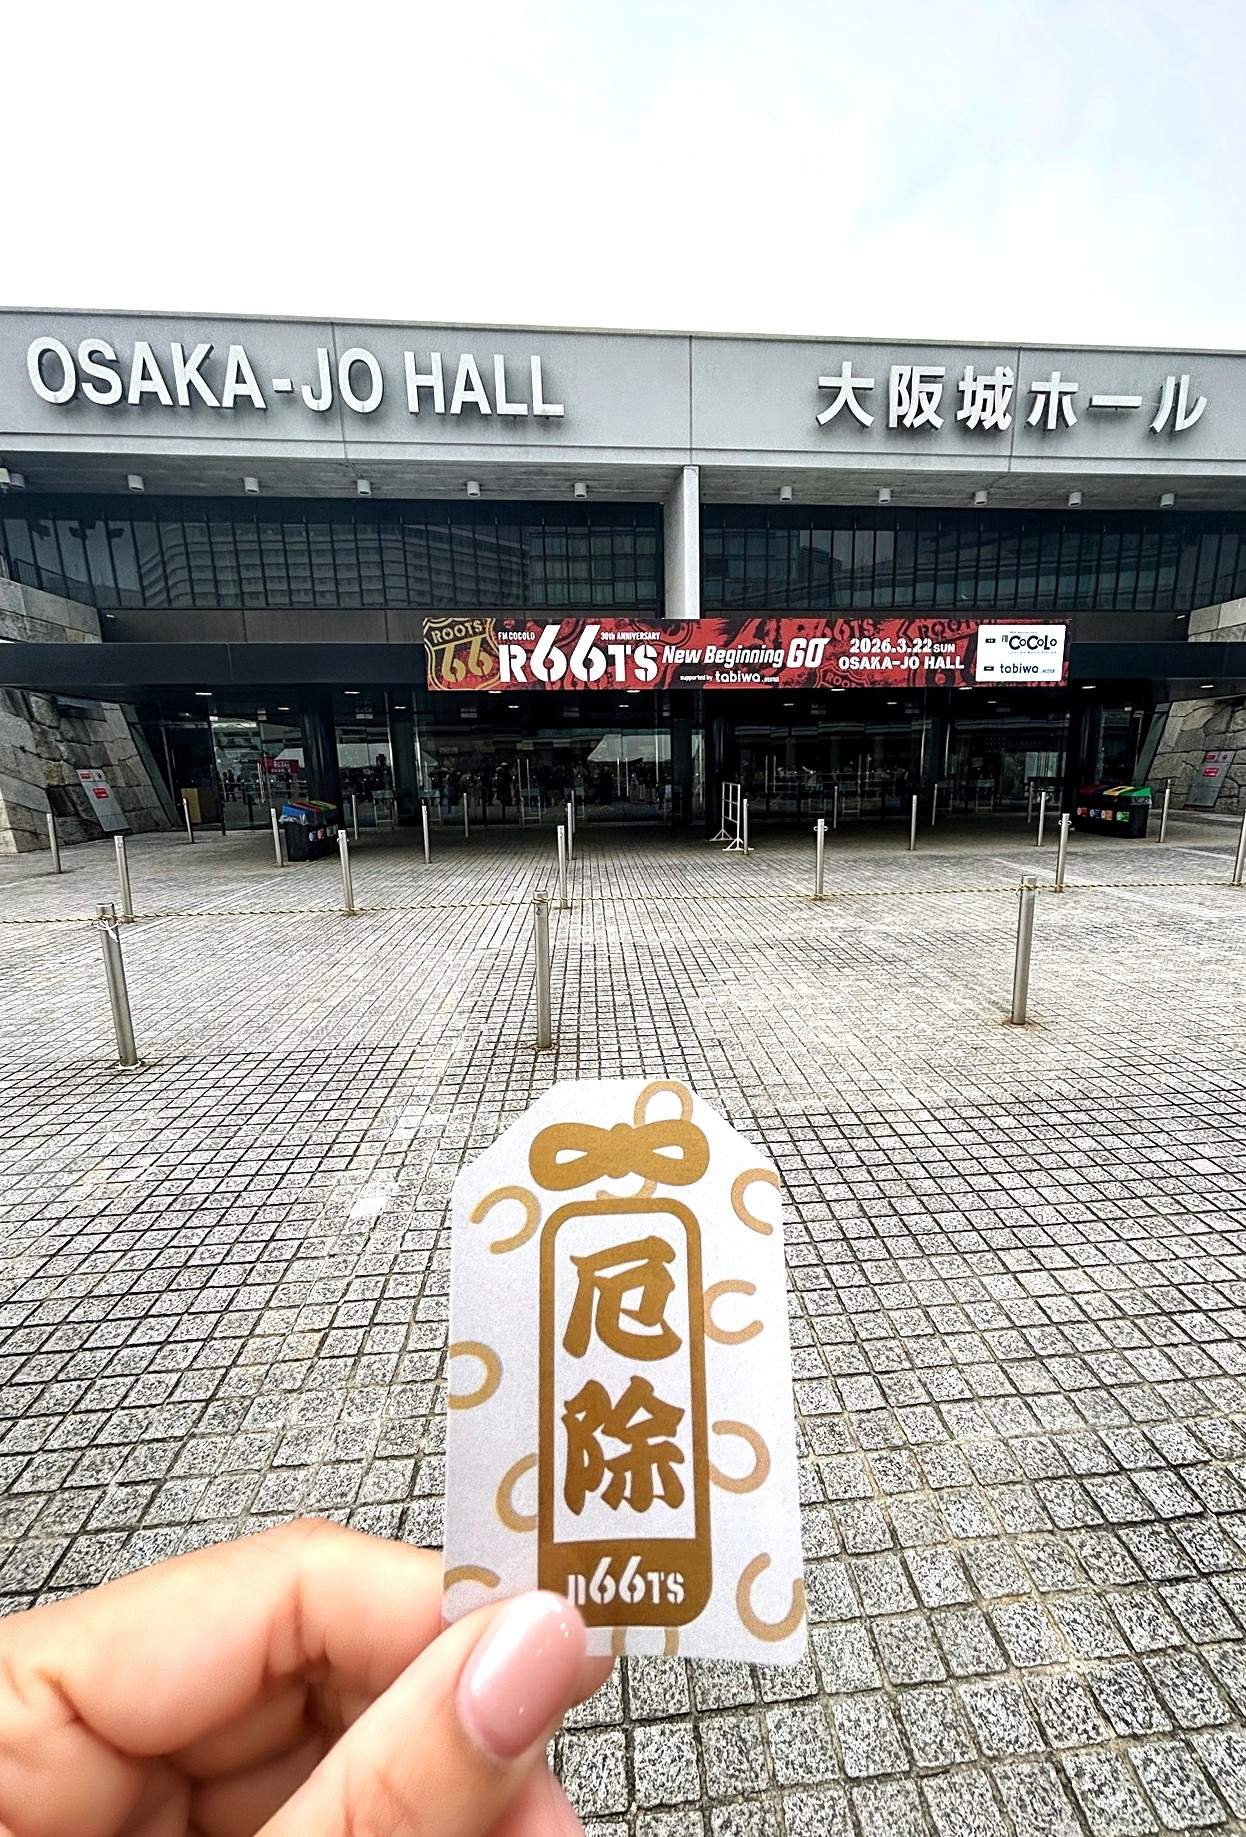 OSAKA-JO HALL
大阪城ホール
ROOTS
66
FM COCOLO
30th ANNIVERSARY
R66TS
New Beginning 60
supported by tabiwa
2026.3.22 SUN
OSAKA-JO HALL
FM COCOLO
tabiwa
厄除
R66TS